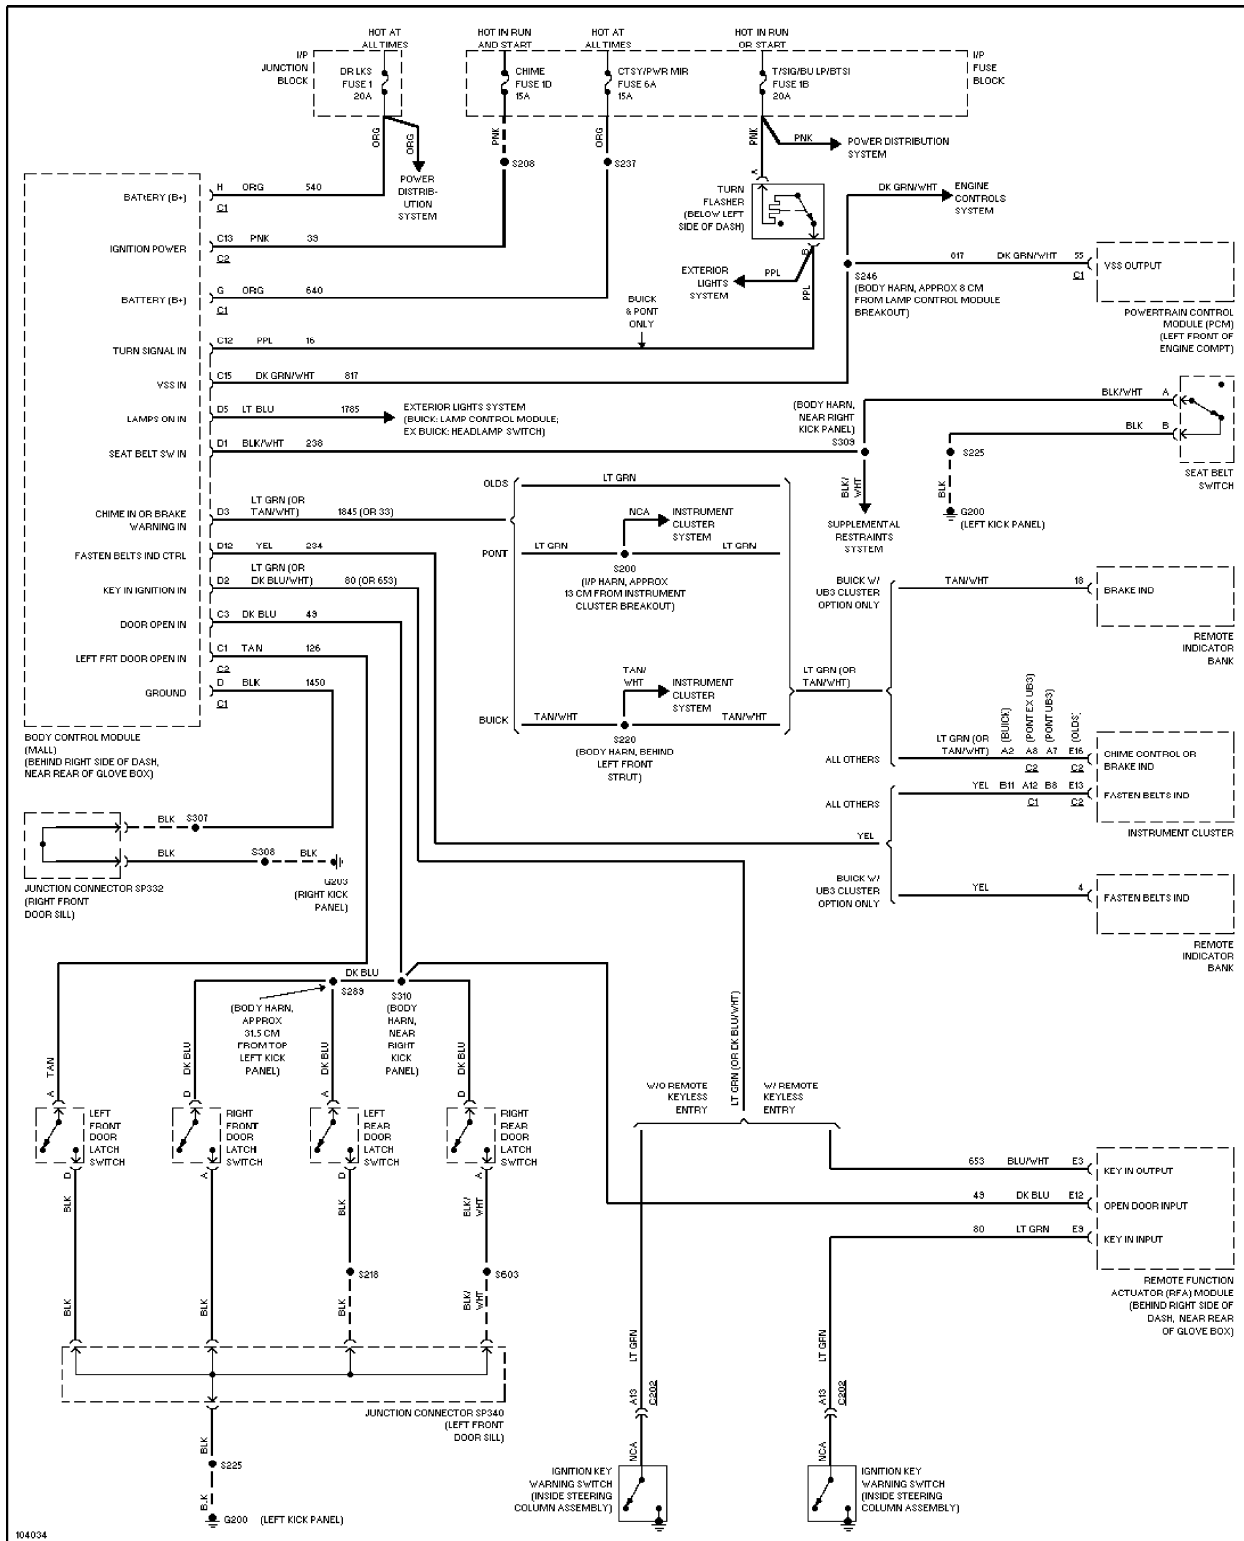 HOT AT
ALL TIMES
HOT IN RUN
AND START
HOT AT
ALL TIMES
HOT IN RUN
OR START
I/P
JUNCTION
BLOCK
DR LKS
FUSE 1
20A
CHIME
FUSE 1D
15A
CTSY/PWR MIR
FUSE 6A
15A
T/SIG/BU LP/BTSI
FUSE 1B
20A
I/P
FUSE
BLOCK
ORG
ORG
PNK
ORG
PNK
PNK
POWER DISTRIBUTION
SYSTEM
S208
S237
POWER
DISTRIB-
UTION
SYSTEM
A
TURN
FLASHER
(BELOW LEFT
SIDE OF DASH)
B
DK GRN/WHT
ENGINE
CONTROLS
SYSTEM
BATTERY (B+)
H ORG 540
C1
IGNITION POWER
C13 PNK 39
C2
BATTERY (B+)
G ORG 640
C1
EXTERIOR
LIGHTS
SYSTEM
PPL
PPL
BUICK
& PONT
ONLY
S246
(BODY HARN, APPROX 8 CM
FROM LAMP CONTROL MODULE
BREAKOUT)
817 DK GRN/WHT 55
C1
VSS OUTPUT
POWERTRAIN CONTROL
MODULE (PCM)
(LEFT FRONT OF
ENGINE COMPT)
TURN SIGNAL IN
C12 PPL 16
VSS IN
C15 DK GRN/WHT 817
LAMPS ON IN
D5 LT BLU 1785
EXTERIOR LIGHTS SYSTEM
(BUICK: LAMP CONTROL MODULE;
EX BUICK: HEADLAMP SWITCH)
SEAT BELT SW IN
D1 BLK/WHT 238
(BODY HARN,
NEAR RIGHT
KICK PANEL)
S309
BLK/WHT A
BLK B
S225
SEAT BELT
SWITCH
BLK/
WHT
BLK
SUPPLEMENTAL
RESTRAINTS
SYSTEM
G200
(LEFT KICK PANEL)
CHIME IN OR BRAKE
WARNING IN
D3
LT GRN (OR
TAN/WHT) 1845 (OR 33)
OLDS
LT GRN
NCA
INSTRUMENT
CLUSTER
SYSTEM
PONT
LT GRN
LT GRN
S200
(I/P HARN, APPROX
13 CM FROM INSTRUMENT
CLUSTER BREAKOUT)
FASTEN BELTS IND CTRL
D12 YEL 234
KEY IN IGNITION IN
D2
LT GRN (OR
DK BLU/WHT) 80 (OR 653)
DOOR OPEN IN
C3 DK BLU 49
LEFT FRT DOOR OPEN IN
C1 TAN 126
C2
GROUND
D BLK 1450
C1
BODY CONTROL MODULE
(MALL)
(BEHIND RIGHT SIDE OF DASH,
NEAR REAR OF GLOVE BOX)
TAN/
WHT
INSTRUMENT
CLUSTER
SYSTEM
BUICK
TAN/WHT
TAN/WHT
S220
(BODY HARN, BEHIND
LEFT FRONT
STRUT)
LT GRN (OR
TAN/WHT)
BUICK W/
UB3 CLUSTER
OPTION ONLY
TAN/WHT 18
BRAKE IND
REMOTE
INDICATOR
BANK
(BUICK)
(PONT EX UB3)
(PONT UB3)
(OLDS)
ALL OTHERS
LT GRN (OR
TAN/WHT) A2 A8 A7 E16
C2 C2
CHIME CONTROL OR
BRAKE IND
ALL OTHERS
YEL B11 A12 B8 E13
C1 C2
FASTEN BELTS IND
INSTRUMENT CLUSTER
YEL
BUICK W/
UB3 CLUSTER
OPTION ONLY
YEL 4
FASTEN BELTS IND
REMOTE
INDICATOR
BANK
BLK S307
BLK S308 BLK
G203
(RIGHT KICK
PANEL)
JUNCTION CONNECTOR SP332
(RIGHT FRONT
DOOR SILL)
DK BLU
S289
(BODY HARN,
APPROX
31.5 CM
FROM TOP
LEFT KICK
PANEL)
S310
(BODY
HARN,
NEAR
RIGHT
KICK
PANEL)
TAN
DK BLU
DK BLU
DK BLU
A
D
A
D
LEFT
FRONT
DOOR
LATCH
SWITCH
RIGHT
FRONT
DOOR
LATCH
SWITCH
LEFT
REAR
DOOR
LATCH
SWITCH
RIGHT
REAR
DOOR
LATCH
SWITCH
D
A
D
A
BLK
BLK
BLK
BLK/
WHT
S218
S603
BLK
BLK
BLK
BLK/
WHT
JUNCTION CONNECTOR SP340
(LEFT FRONT
DOOR SILL)
BLK
S225
BLK
G200 (LEFT KICK PANEL)
LT GRN (OR DK BLU/WHT)
W/O REMOTE
KEYLESS
ENTRY
W/ REMOTE
KEYLESS
ENTRY
653 BLU/WHT E3
KEY IN OUTPUT
49 DK BLU E12
OPEN DOOR INPUT
80 LT GRN E9
KEY IN INPUT
REMOTE FUNCTION
ACTUATOR (RFA) MODULE
(BEHIND RIGHT SIDE OF
DASH, NEAR REAR
OF GLOVE BOX)
LT GRN
LT GRN
A13
C202
A13
C202
NCA
NCA
IGNITION KEY
WARNING SWITCH
(INSIDE STEERING
COLUMN ASSEMBLY)
IGNITION KEY
WARNING SWITCH
(INSIDE STEERING
COLUMN ASSEMBLY)
104034